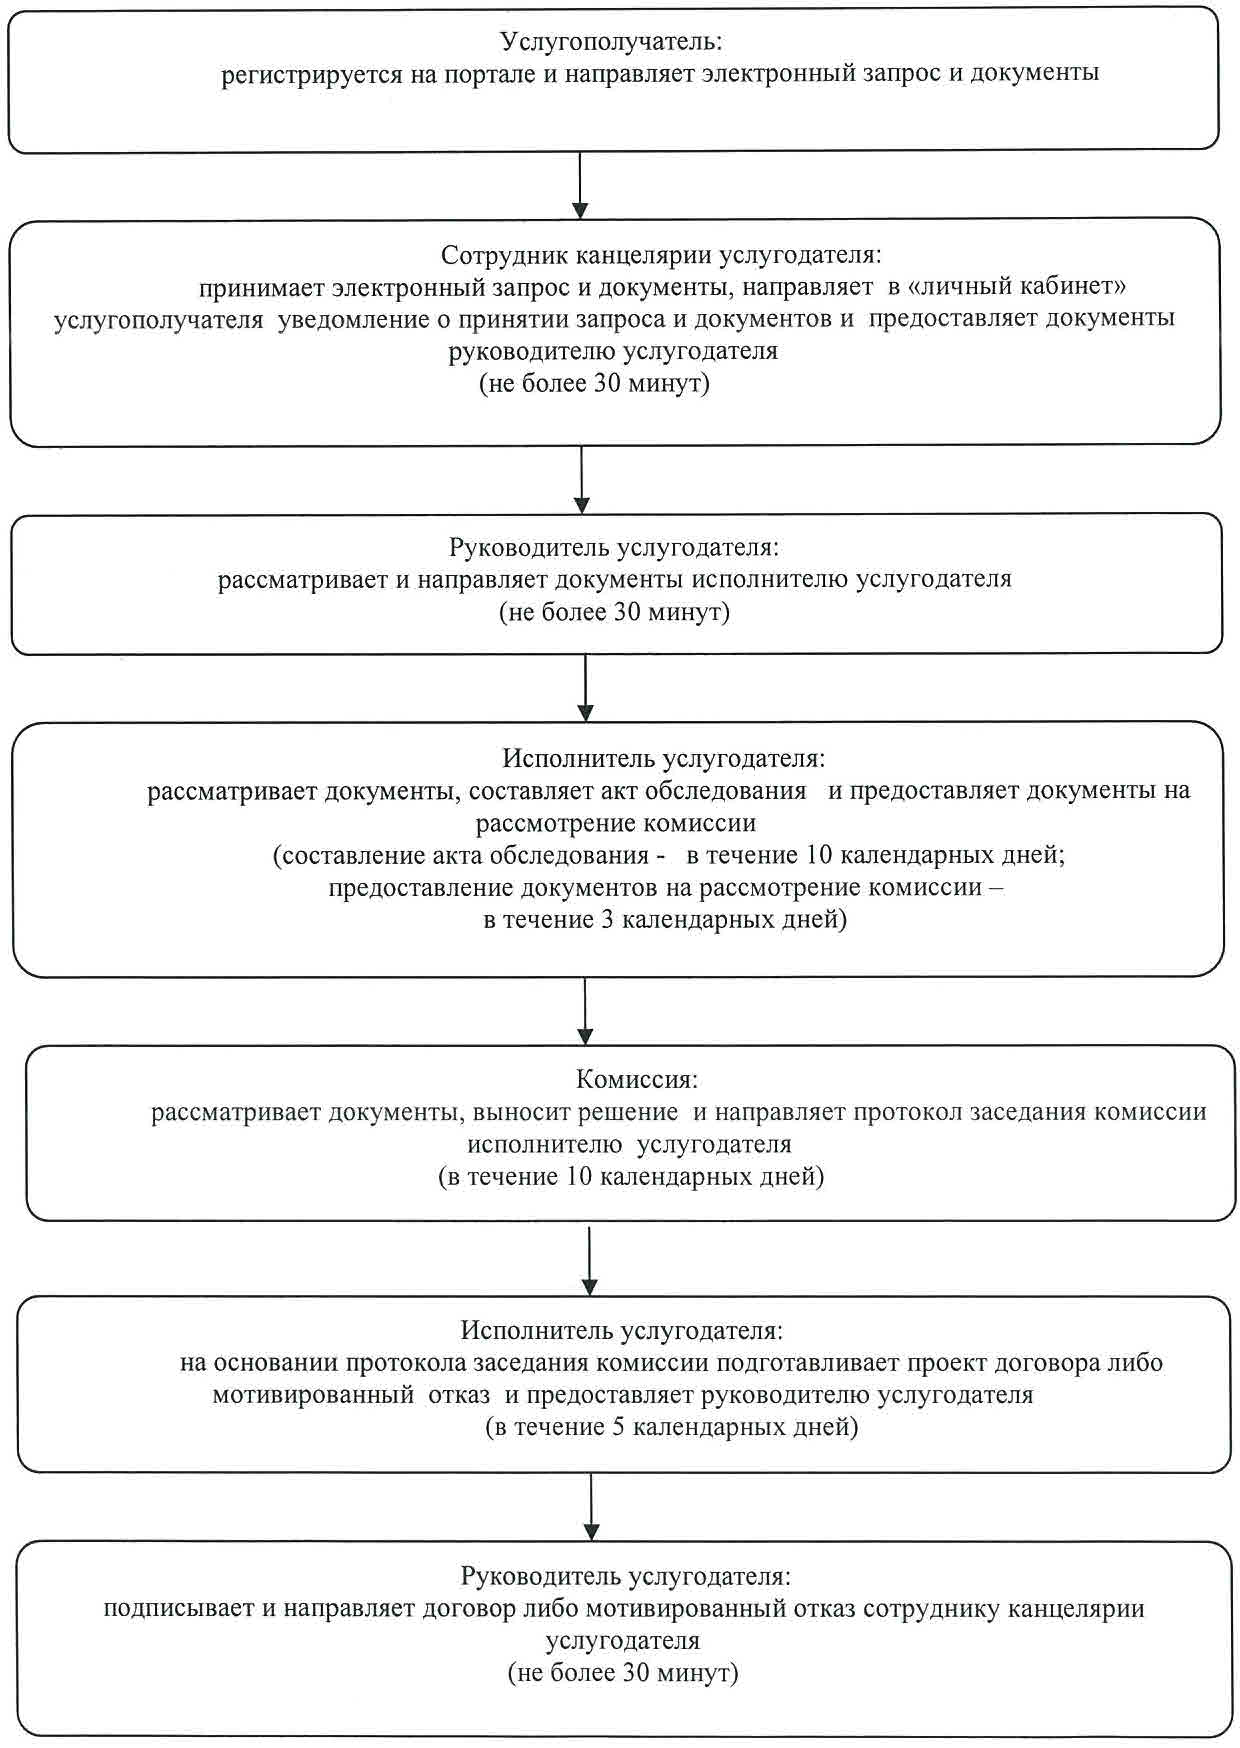 Услугополучатель:
регистрируется на портале и направляет электронный запрос и документы
Сотрудник канцелярии услугодателя:
принимает электронный запрос и документы, направляет в «личный кабинет»
услугополучателя уведомление о принятии запроса и документов и предоставляет документы
руководителю услугодателя
(не более 30 минут)
Руководитель услугодателя:
рассматривает и направляет документы исполнителю услугодателя
(не более 30 минут)
Исполнитель услугодателя:
рассматривает документы, составляет акт обследования и предоставляет документы на
рассмотрение комиссии
(составление акта обследования - в течение 10 календарных дней;
предоставление документов на рассмотрение комиссии –
в течение 3 календарных дней)
Комиссия:
рассматривает документы, выносит решение и направляет протокол заседания комиссии
исполнителю услугодателя
(в течение 10 календарных дней)
Исполнитель услугодателя:
на основании протокола заседания комиссии подготавливает проект договора либо
мотивированный отказ и предоставляет руководителю услугодателя
(в течение 5 календарных дней)
Руководитель услугодателя:
подписывает и направляет договор либо мотивированный отказ сотруднику канцелярии
услугодателя
(не более 30 минут)